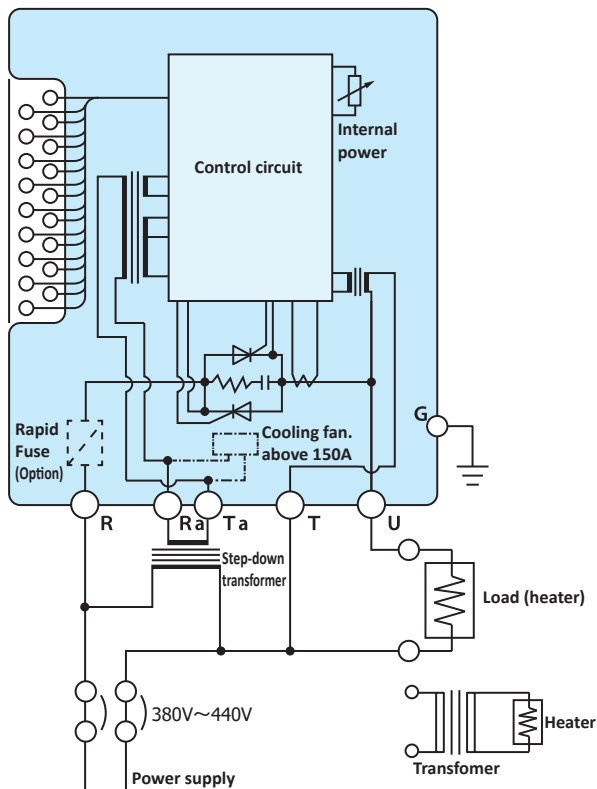 Internal
power
Control circuit
G
Rapid
Fuse
(Option)
Cooling fan.
above 150A
R
Ra
Ta
T
U
Step-down
transformer
Load (heater)
380V～440V
Heater
Transfomer
Power supply